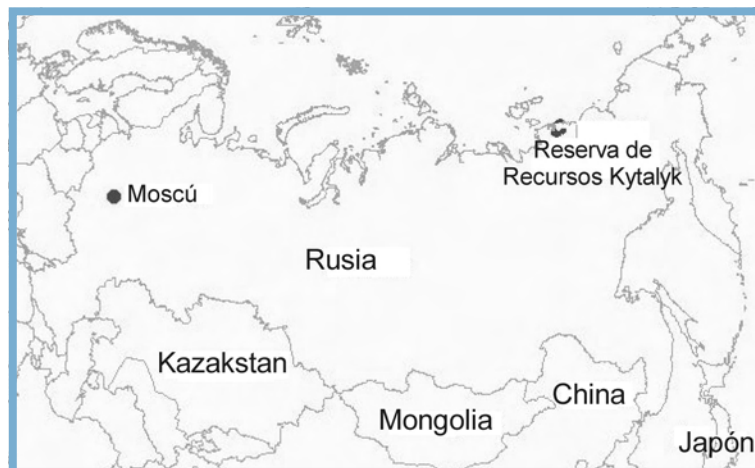 Reserva de
Recursos Kytalyk
Moscú
Rusia
Kazakstan
China
Mongolia
Japón